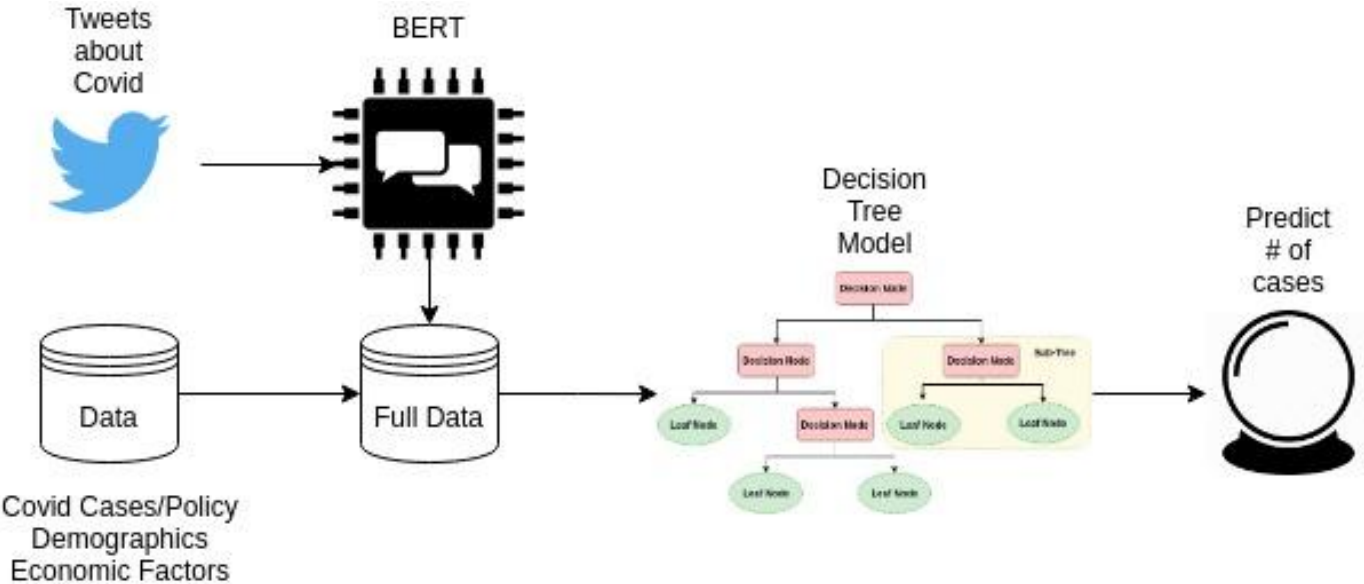 Tweets
about
Covid
BERT
Decision
Tree
Model
Predict
# of
cases
Decision Node
Decision Node
Decision Node
Sub-Tree
Leaf Node
Decision Node
Leaf Node
Leaf Node
Leaf Node
Leaf Node
Data
Full Data
Covid Cases/Policy
Demographics
Economic Factors